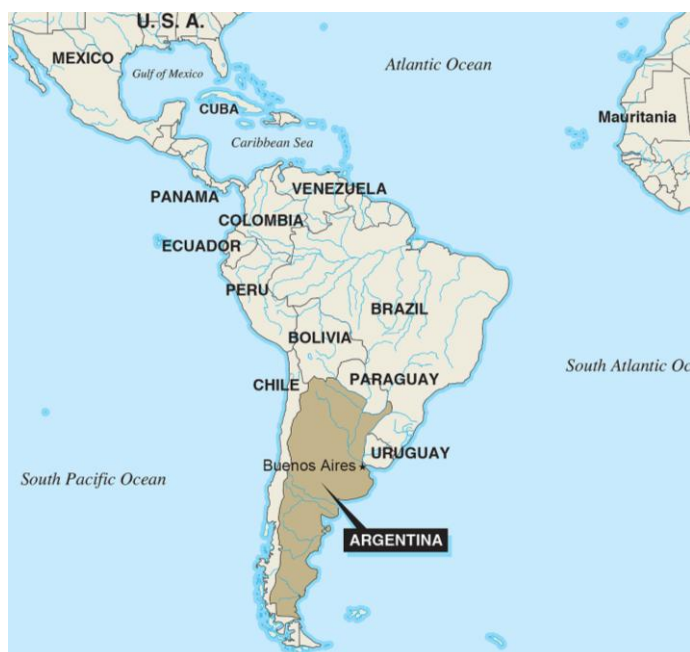 U. S. A.
MEXICO
Gulf of Mexico
Atlantic Ocean
CUBA
Mauritania
Caribbean Sea
PANAMA
VENEZUELA
COLOMBIA
ECUADOR
PERU
BRAZIL
BOLIVIA
South Atlantic Oc
CHILE
PARAGUAY
URUGUAY
Buenos Aires
South Pacific Ocean
ARGENTINA